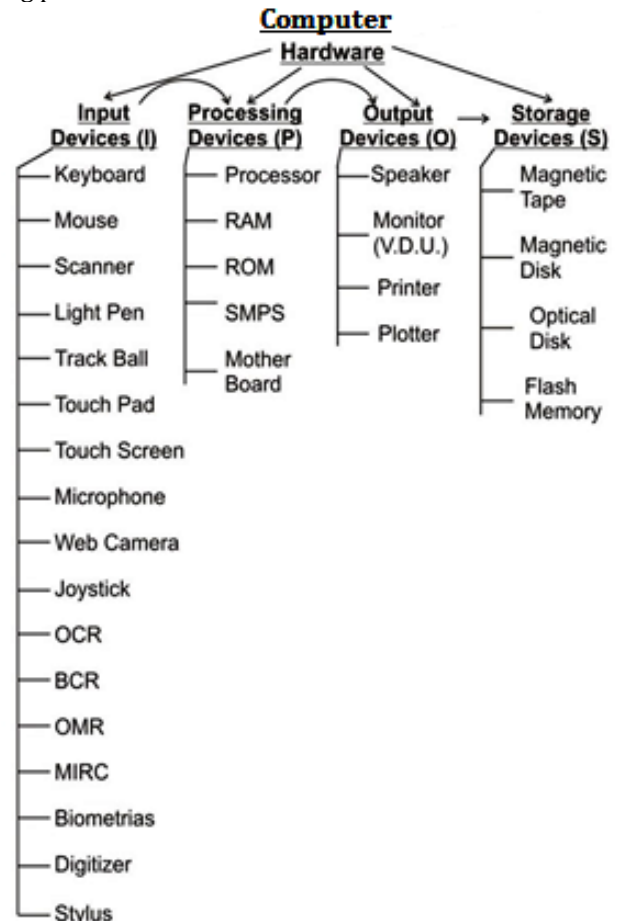 Computer
Hardware
Input
Devices (I)
Keyboard
Mouse
Scanner
Light Pen
Track Ball
Touch Pad
Touch Screen
Microphone
Web Camera
Joystick
OCR
BCR
OMR
MIRC
Biometrias
Digitizer
Stylus
Processing
Devices (P)
Processor
RAM
ROM
SMPS
Mother
Board
Output
Devices (O)
Speaker
Monitor
(V.D.U.)
Printer
Plotter
Storage
Devices (S)
Magnetic
Tape
Magnetic
Disk
Optical
Disk
Flash
Memory